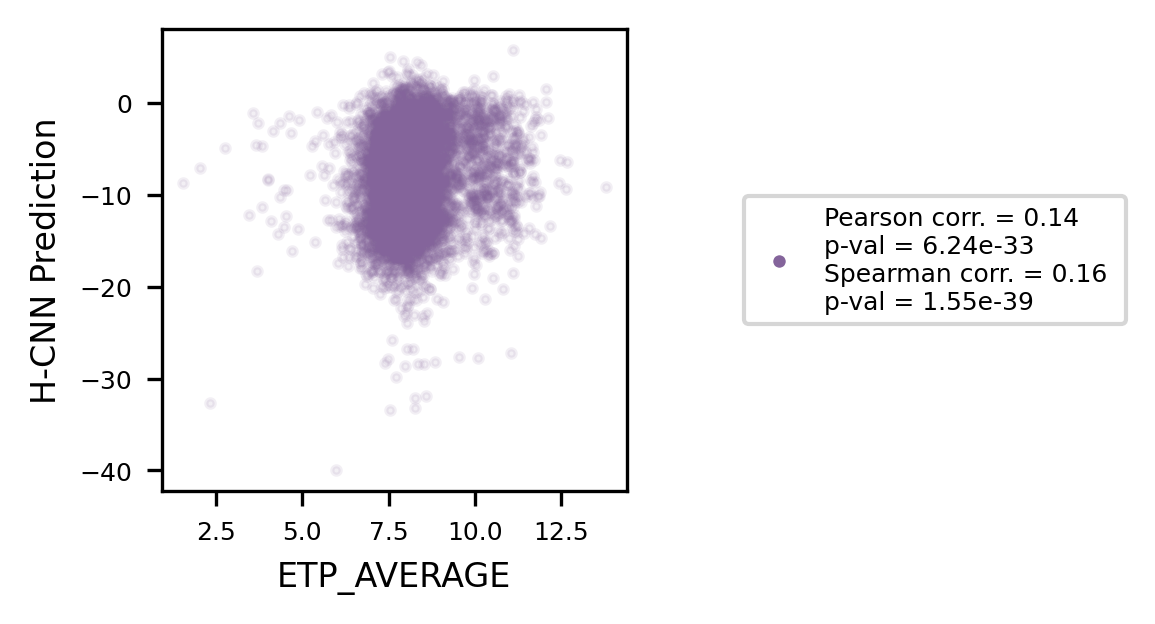 H-CNN Prediction
0
−10
−20
−30
−40
2.5 5.0 7.5 10.0 12.5
ETP_AVERAGE
Pearson corr. = 0.14
p-val = 6.24e-33
Spearman corr. = 0.16
p-val = 1.55e-39